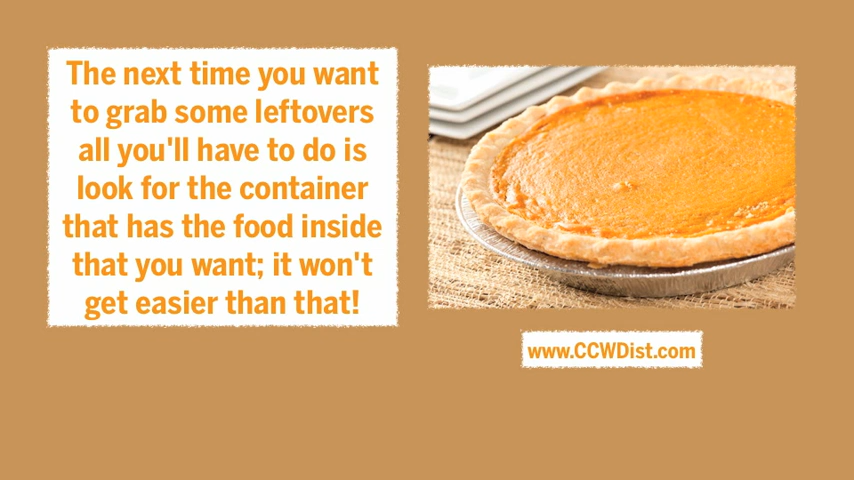 The next time you want
to grab some leftovers
all you'll have to do is
look for the container
that has the food inside
that you want; it won't
get easier than that!
www.CCWDist.com